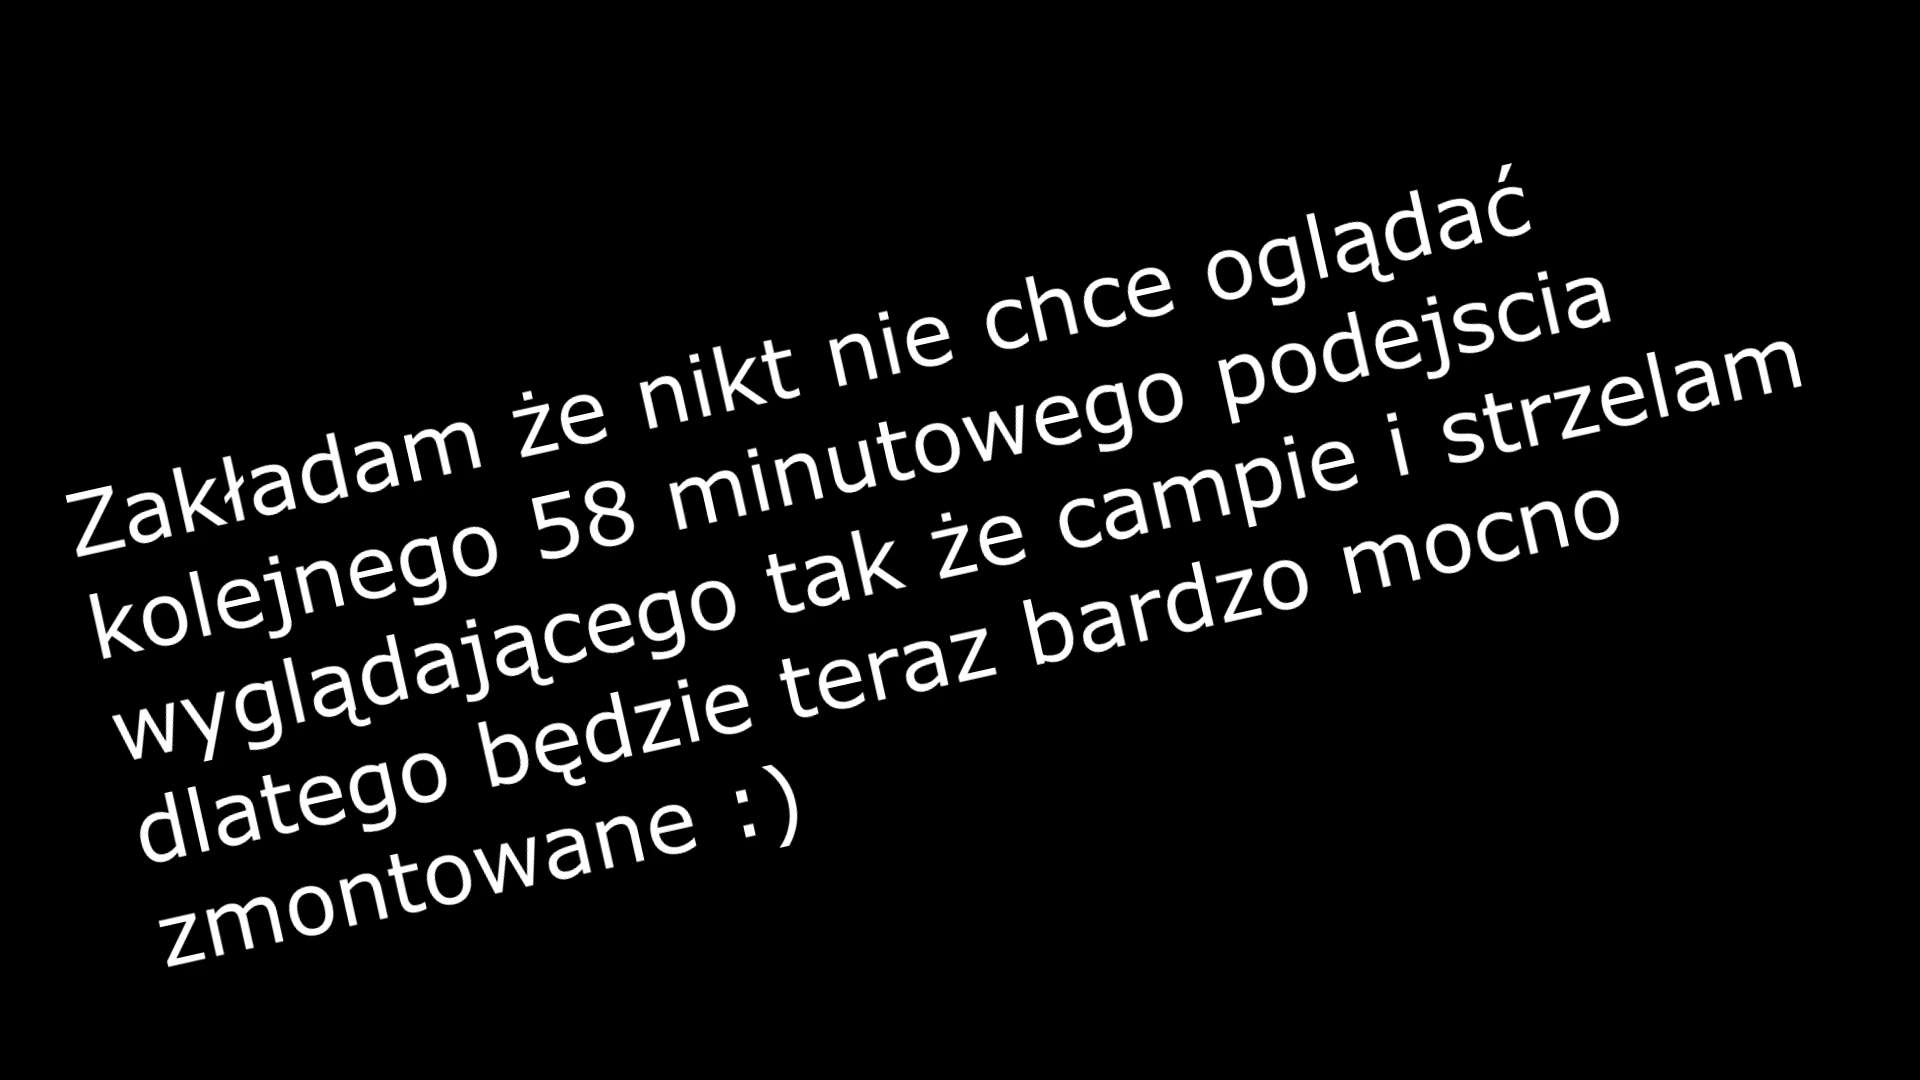 Zakładam że nikt nie chce oglądać
kolejnego 58 minutowego podejscia
wyglądającego tak że campie i strzelam
dlatego będzie teraz bardzo mocno
zmontowane :)